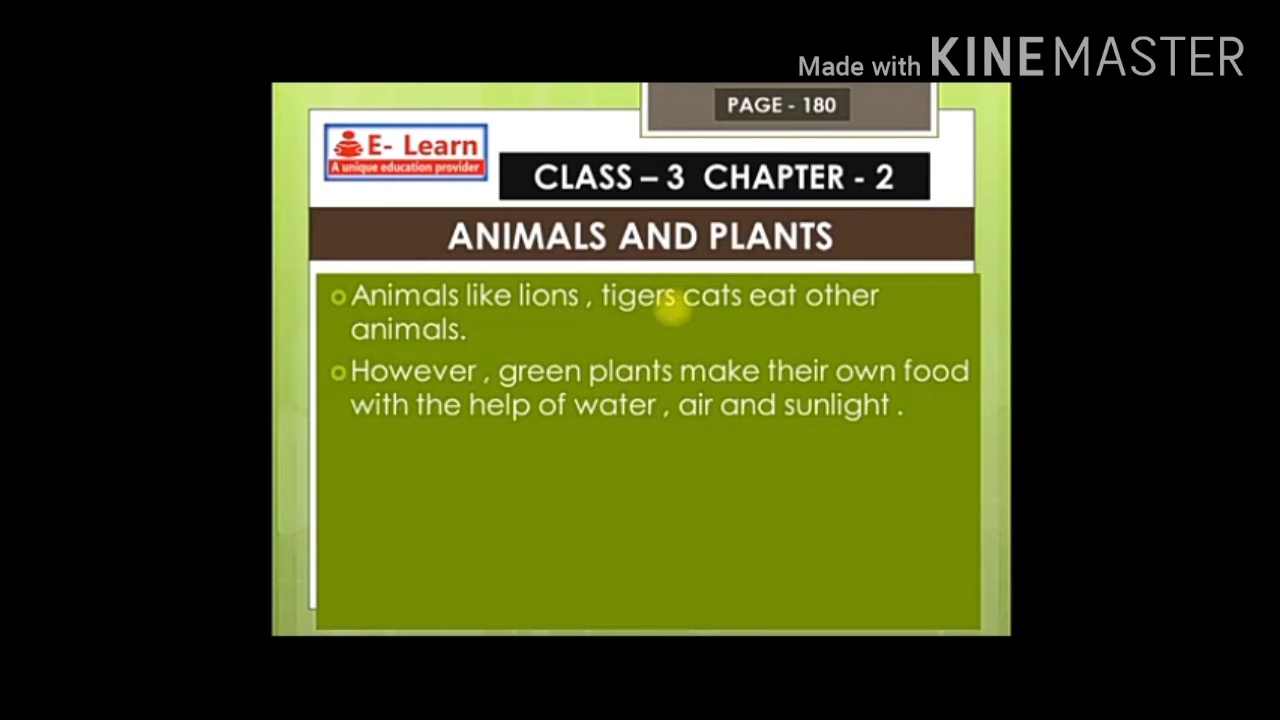 Made with KINEMASTER
PAGE - 180
E- Learn
A unique education provider
CLASS – 3 CHAPTER - 2
ANIMALS AND PLANTS
Animals like lions , tigers cats eat other
animals.
However , green plants make their own food
with the help of water , air and sunlight .